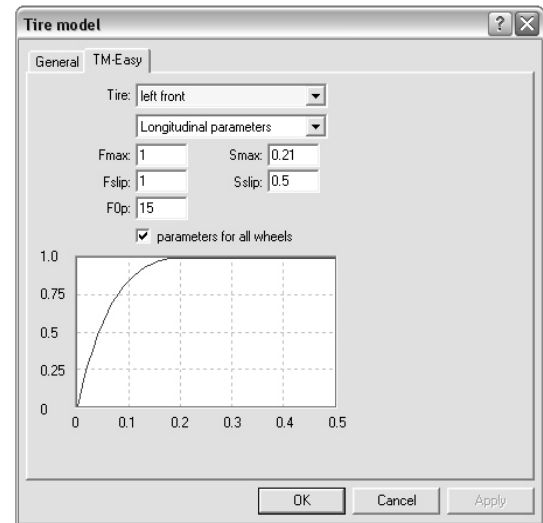 Tire model
General TM-Easy
Tire: left front
Longitudinal parameters
Fmax: 1 Smax: 0.21
Fslip: 1 Sslip: 0.5
F0p: 15
parameters for all wheels
1.0
0.75
0.5
0.25
0
0 0.1 0.2 0.3 0.4 0.5
OK Cancel Apply